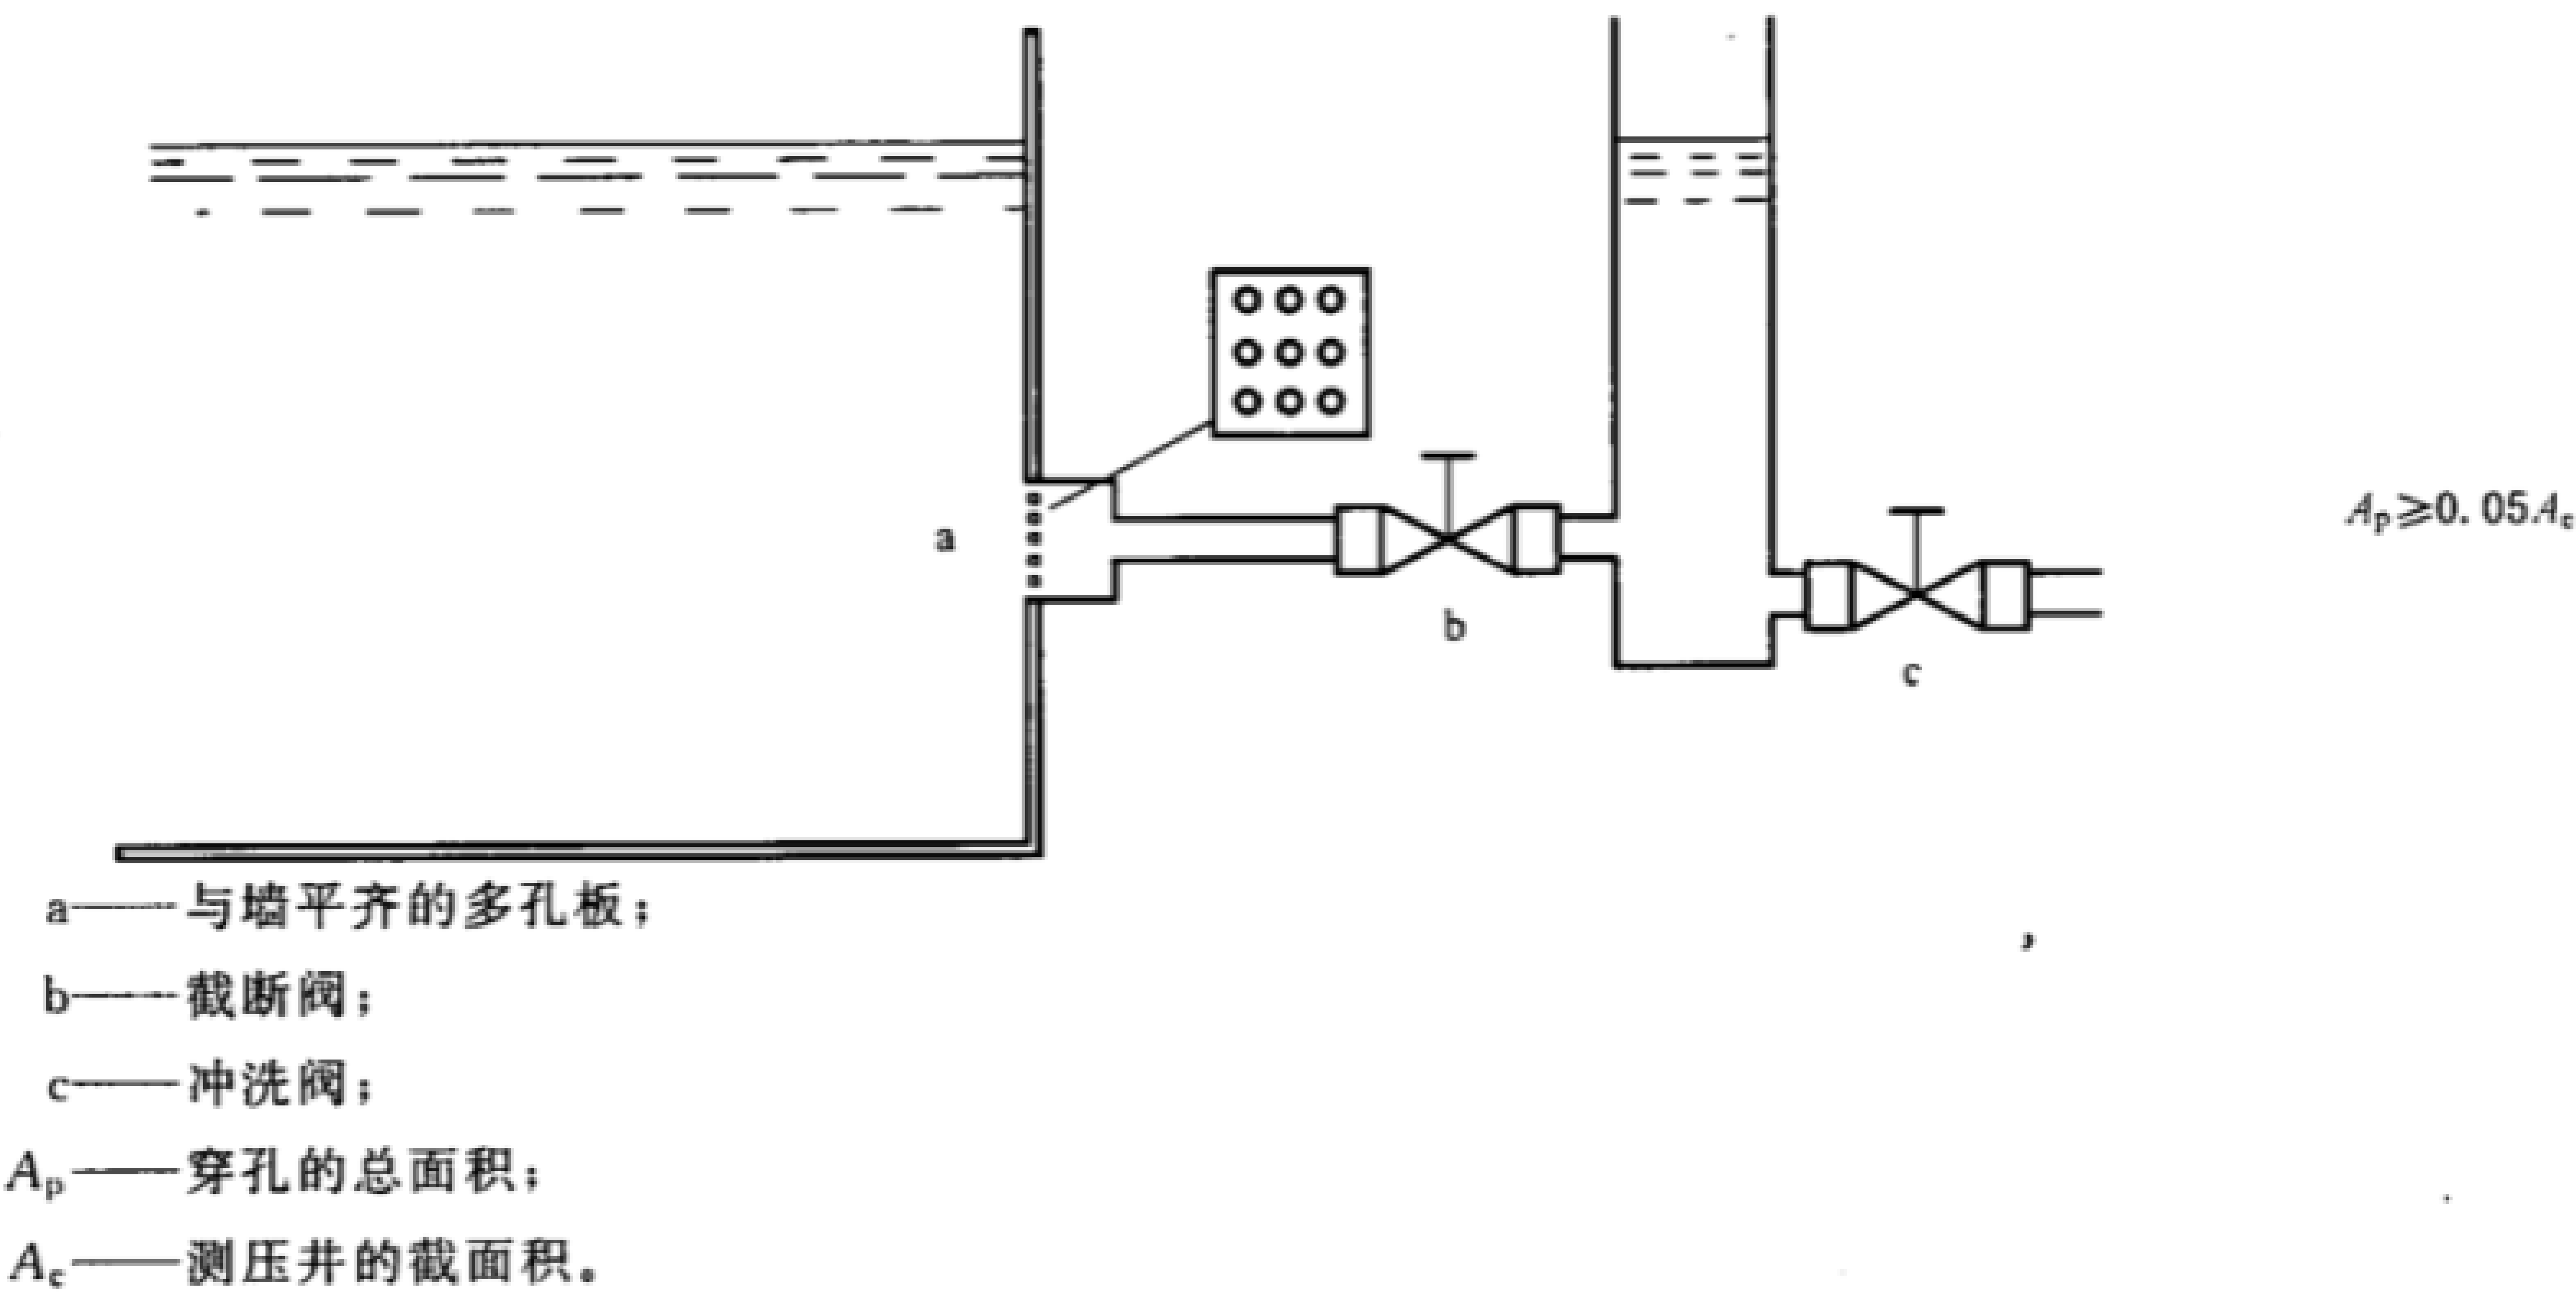 a
b
c
Ap≥0.05Ac
a——与墙平齐的多孔板；
b——截断阀；
c——冲洗阀；
Ap——穿孔的总面积；
Ac——测压井的截面积。